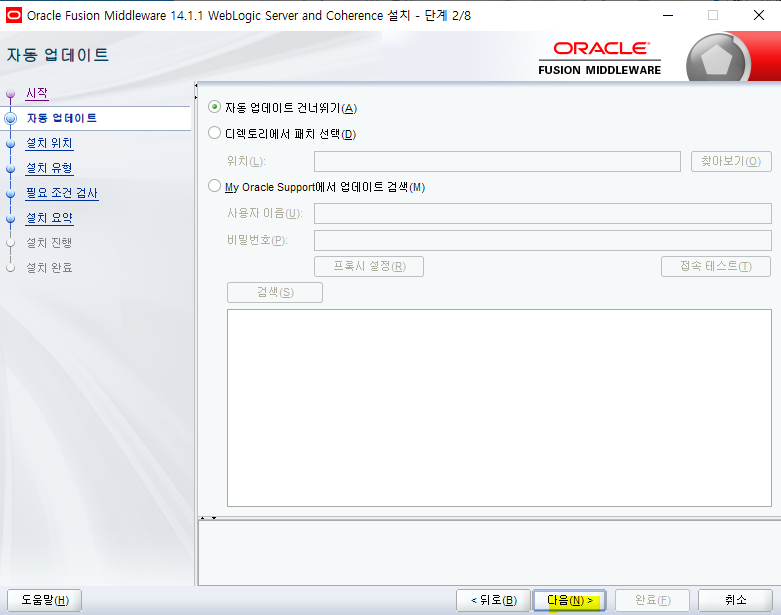 Oracle Fusion Middleware 14.1.1 WebLogic Server and Coherence 설치 - 단계 2/8
자동 업데이트
ORACLE
FUSION MIDDLEWARE
시작
자동 업데이트
설치 위치
설치 유형
필요 조건 검사
설치 요약
설치 진행
설치 완료
자동 업데이트 건너뛰기(A)
디렉토리에서 패치 선택(D)
위치(L):
찾아보기(O)
My Oracle Support에서 업데이트 검색(M)
사용자 이름(U):
비밀번호(P):
프록시 설정(R)
접속 테스트(T)
검색(S)
도움말(H)
< 뒤로(B)
다음(N) >
완료(F)
취소